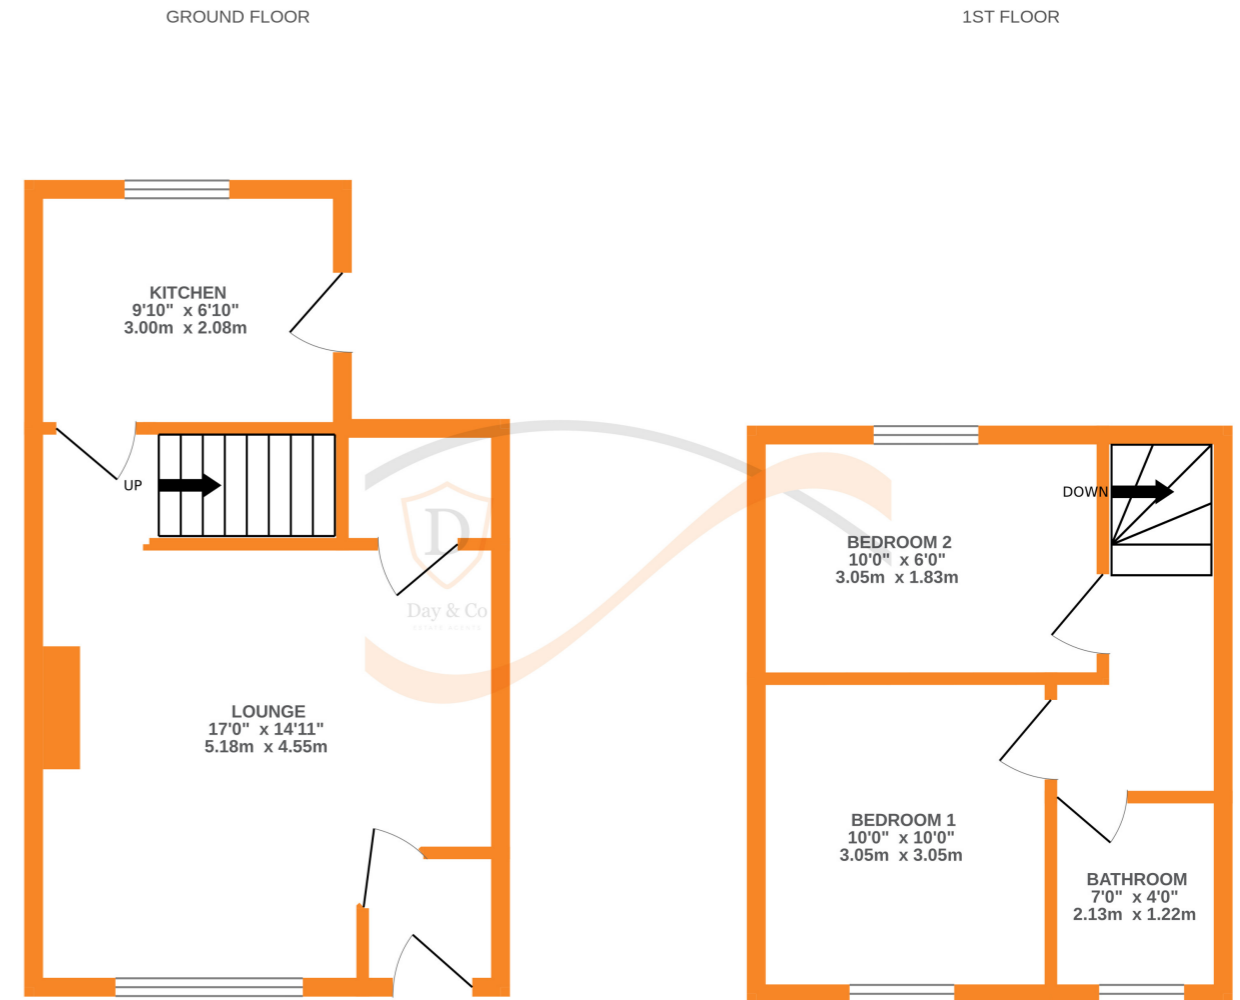 GROUND FLOOR
1ST FLOOR
KITCHEN
9'10" x 6'10"
3.00m x 2.08m
UP
DOWN
BEDROOM 2
10'0" x 6'0"
3.05m x 1.83m
D
Day & Co
LOUNGE
17'0" x 14'11"
5.18m x 4.55m
BEDROOM 1
10'0" x 10'0"
3.05m x 3.05m
BATHROOM
7'0" x 4'0"
2.13m x 1.22m